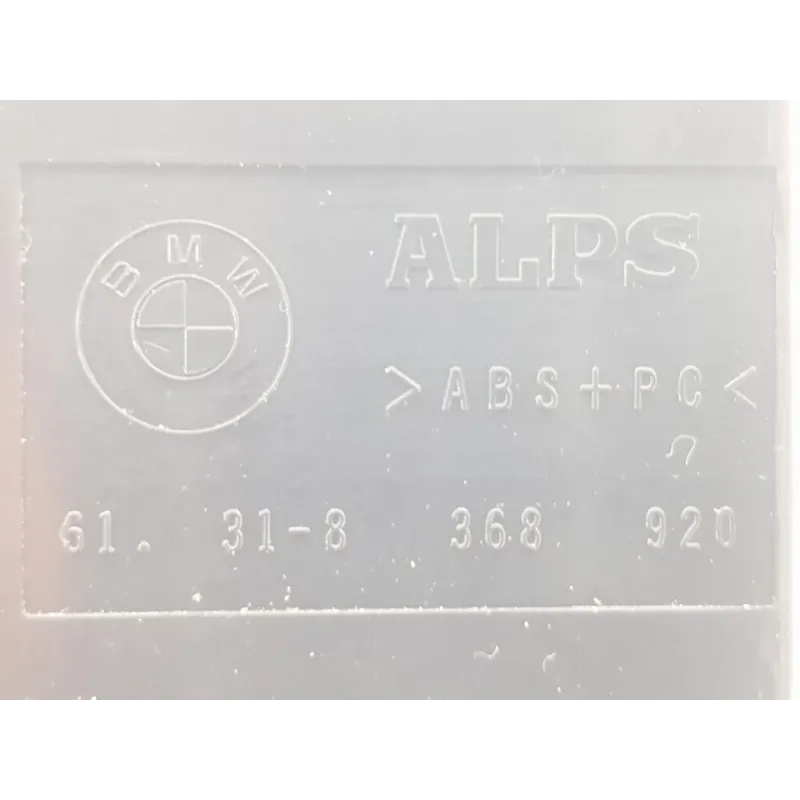 BMW
ALPS
>ABS+PC<
61. 31-8 368 920